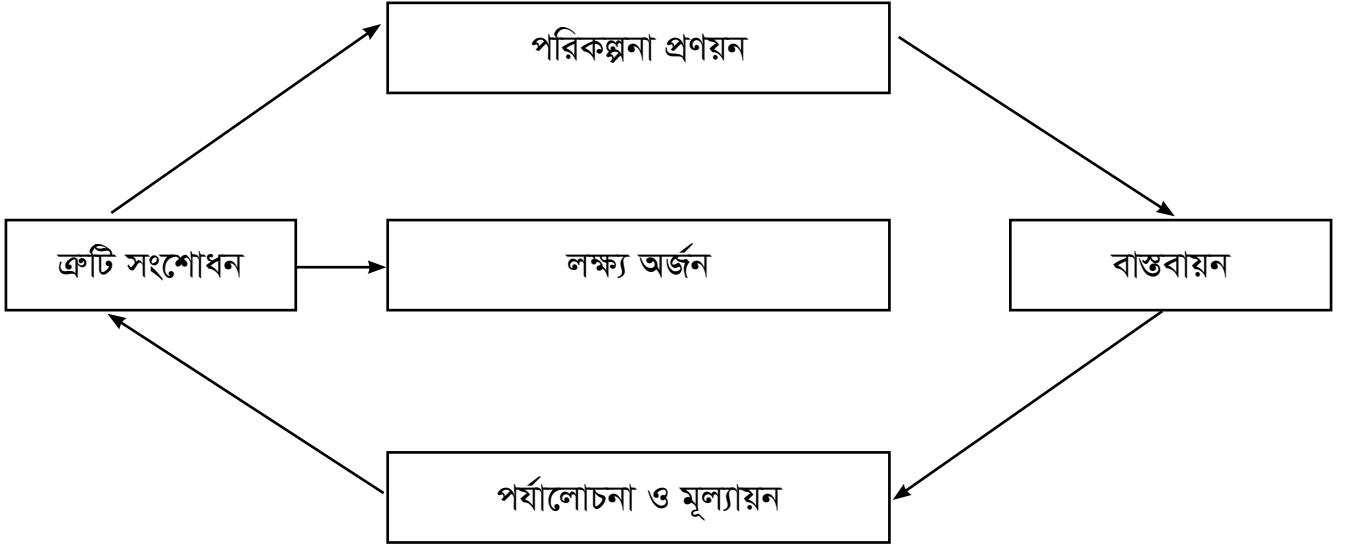 পরিকল্পনা প্রণয়ন
ত্রুটি সংশোধন
লক্ষ্য অর্জন
বাস্তবায়ন
পর্যালোচনা ও মূল্যায়ন